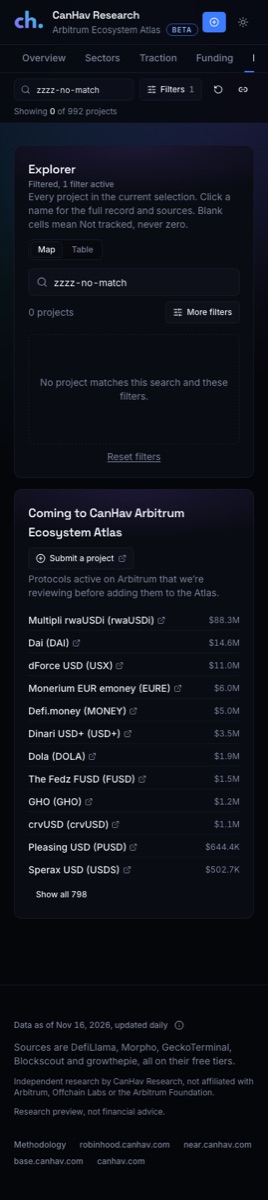 ch. CanHav Research
Arbitrum Ecosystem Atlas BETA
Overview Sectors Traction Funding
zzzz-no-match Filters 1
Showing 0 of 992 projects
Explorer
Filtered, 1 filter active
Every project in the current selection. Click a
name for the full record and sources. Blank
cells mean Not tracked, never zero.
Map Table
zzzz-no-match
0 projects More filters
No project matches this search and these
filters.
Reset filters
Coming to CanHav Arbitrum
Ecosystem Atlas
Submit a project
Protocols active on Arbitrum that we're
reviewing before adding them to the Atlas.
Multipli rwaUSDi (rwaUSDi) $88.3M
Dai (DAI) $14.6M
dForce USD (USX) $11.0M
Monerium EUR emoney (EURE) $6.0M
Defi.money (MONEY) $5.0M
Dinari USD+ (USD+) $3.5M
Dola (DOLA) $1.9M
The Fedz FUSD (FUSD) $1.5M
GHO (GHO) $1.2M
crvUSD (crvUSD) $1.1M
Pleasing USD (PUSD) $644.4K
Sperax USD (USDS) $502.7K
Show all 798
Data as of Nov 16, 2026, updated daily
Sources are DefiLlama, Morpho, GeckoTerminal,
Blockscout and growthepie, all on their free tiers.
Independent research by CanHav Research, not affiliated with
Arbitrum, Offchain Labs or the Arbitrum Foundation.
Research preview, not financial advice.
Methodology robinhood.canhav.com near.canhav.com
base.canhav.com canhav.com